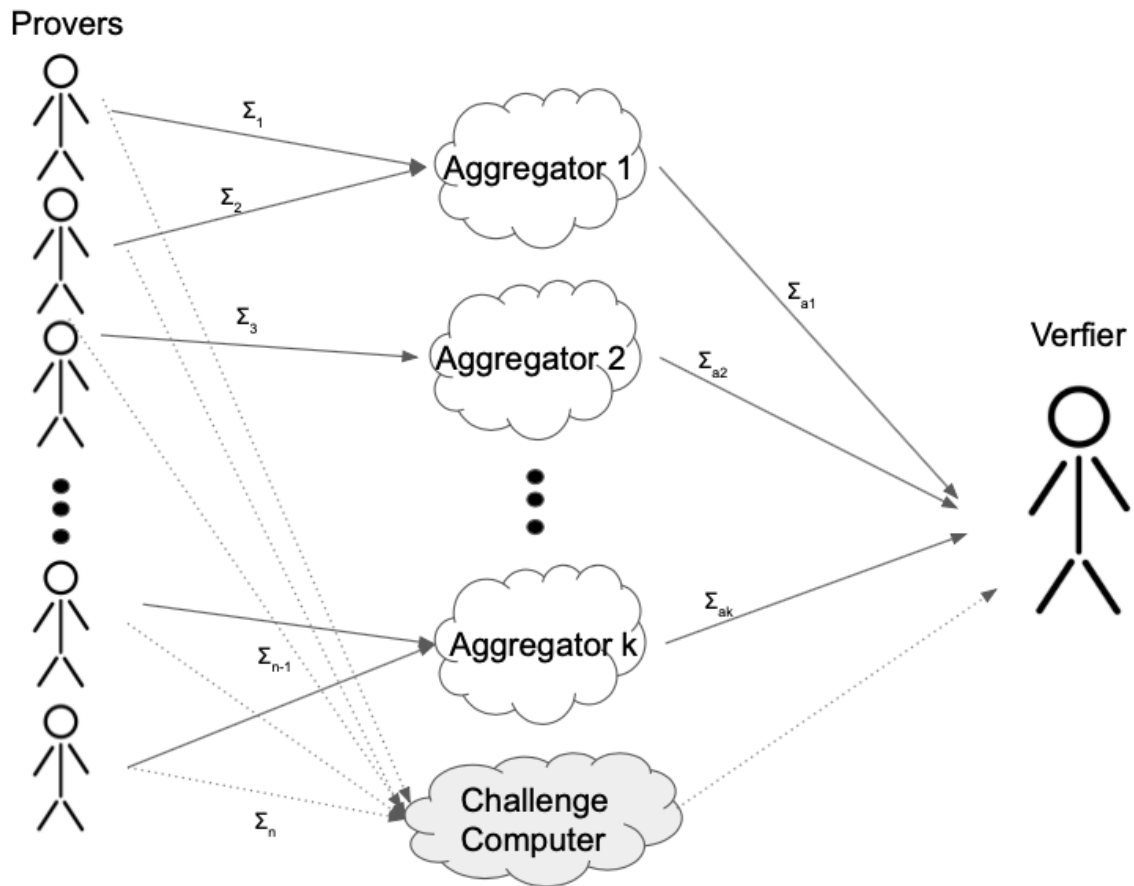 Provers
Σ1
Aggregator 1
Σ2
Σa1
Σ3
Aggregator 2
Σa2
Verfier
Σak
Aggregator k
Σn-1
Challenge
Computer
Σn